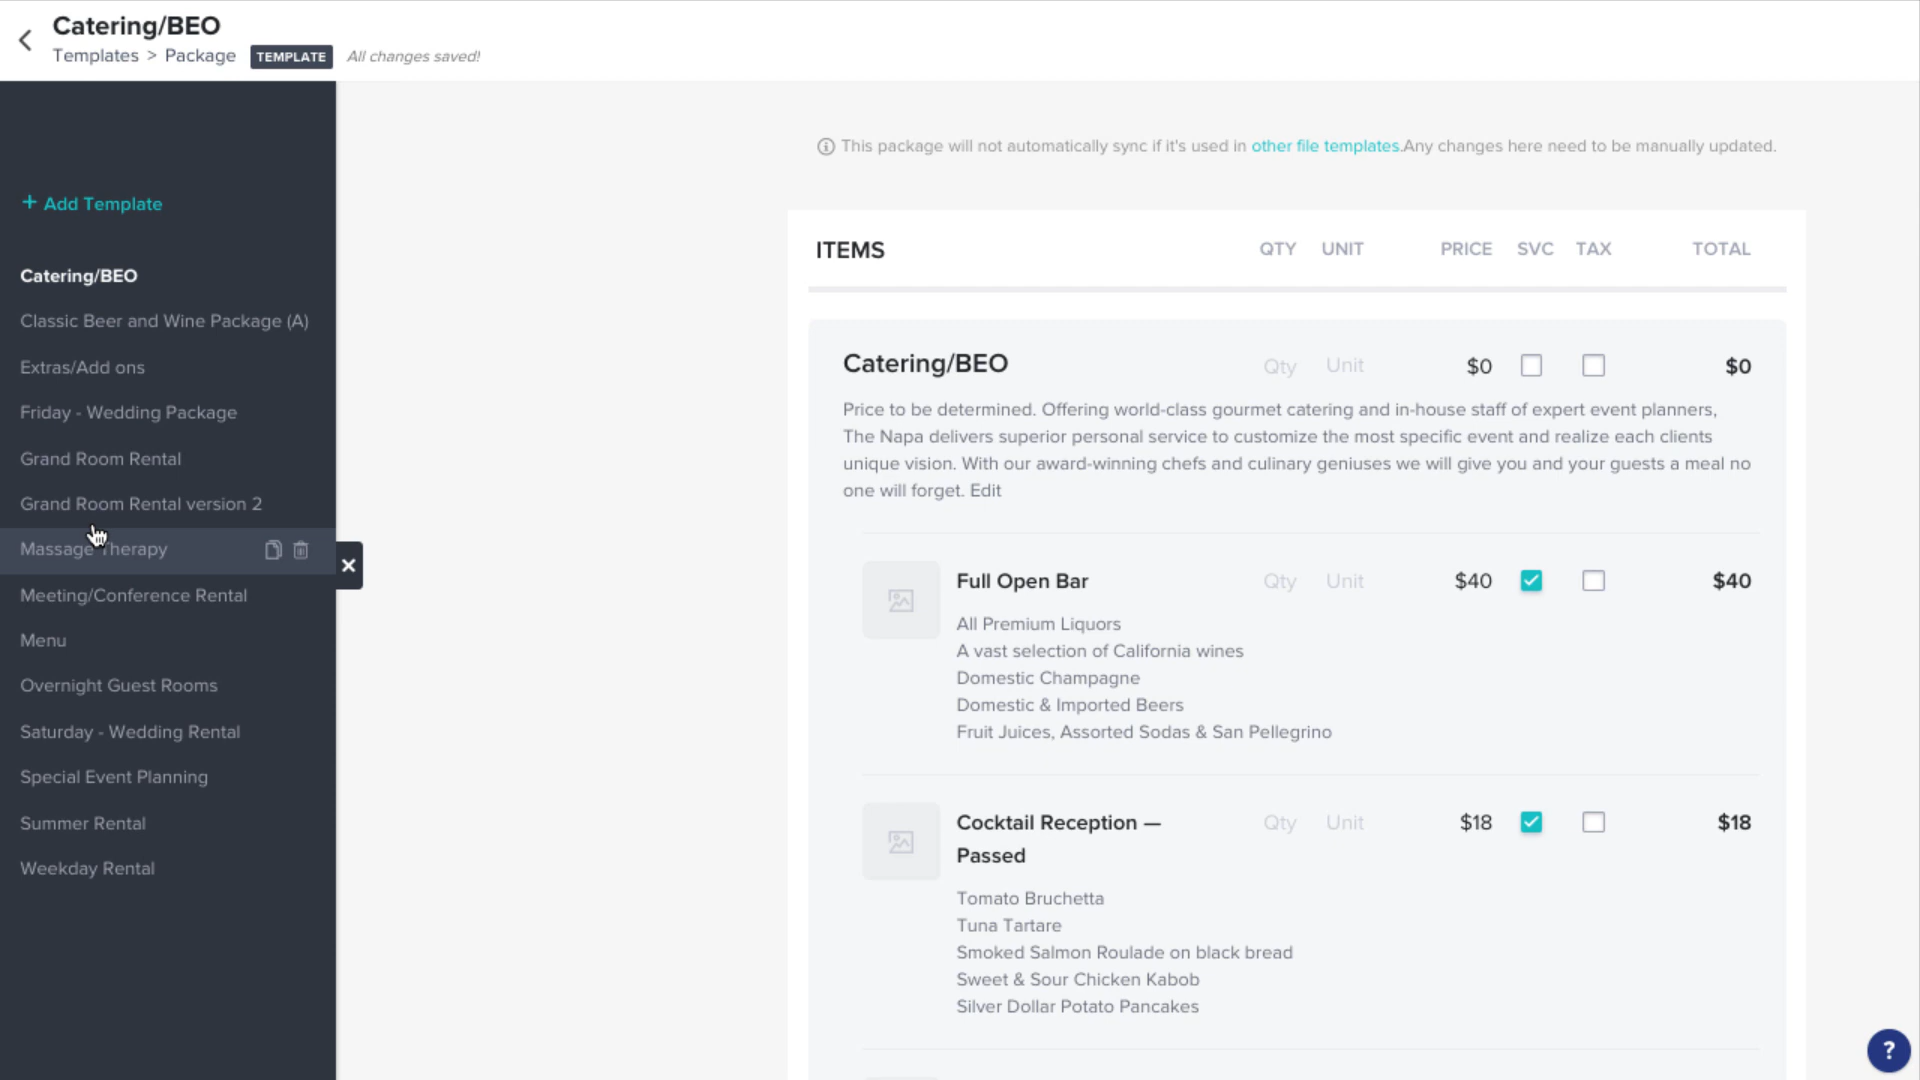 Catering/BEO
Templates > Package TEMPLATE All changes saved!
+ Add Template
Catering/BEO
Classic Beer and Wine Package (A)
Extras/Add ons
Friday - Wedding Package
Grand Room Rental
Grand Room Rental version 2
Massage Therapy
Meeting/Conference Rental
Menu
Overnight Guest Rooms
Saturday - Wedding Rental
Special Event Planning
Summer Rental
Weekday Rental
This package will not automatically sync if it's used in other file templates.Any changes here need to be manually updated.
ITEMS QTY UNIT PRICE SVC TAX TOTAL
Catering/BEO Qty Unit $0 $0
Price to be determined. Offering world-class gourmet catering and in-house staff of expert event planners,
The Napa delivers superior personal service to customize the most specific event and realize each clients
unique vision. With our award-winning chefs and culinary geniuses we will give you and your guests a meal no
one will forget. Edit
Full Open Bar Qty Unit $40 $40
All Premium Liquors
A vast selection of California wines
Domestic Champagne
Domestic & Imported Beers
Fruit Juices, Assorted Sodas & San Pellegrino
Cocktail Reception — Qty Unit $18 $18
Passed
Tomato Bruchetta
Tuna Tartare
Smoked Salmon Roulade on black bread
Sweet & Sour Chicken Kabob
Silver Dollar Potato Pancakes
?